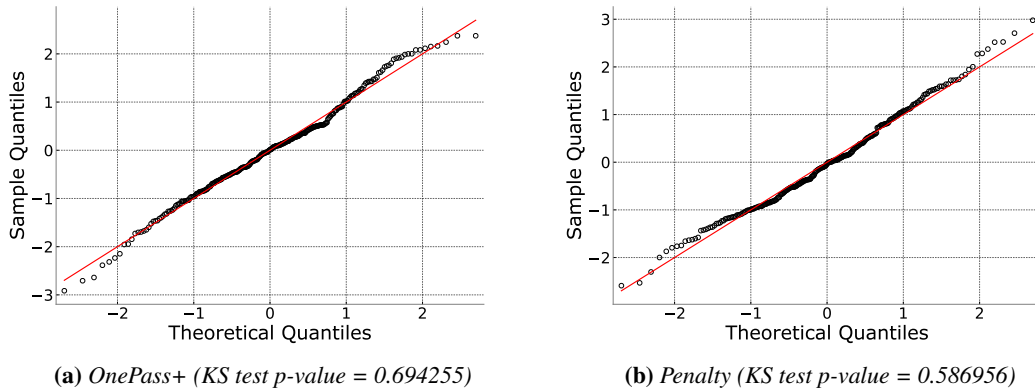 2
1
0
−1
−2
−3
Sample Quantiles
−2 −1 0 1 2
Theoretical Quantiles
(a) OnePass+ (KS test p-value = 0.694255)
3
2
1
0
−1
−2
Sample Quantiles
−2 −1 0 1 2
Theoretical Quantiles
(b) Penalty (KS test p-value = 0.586956)